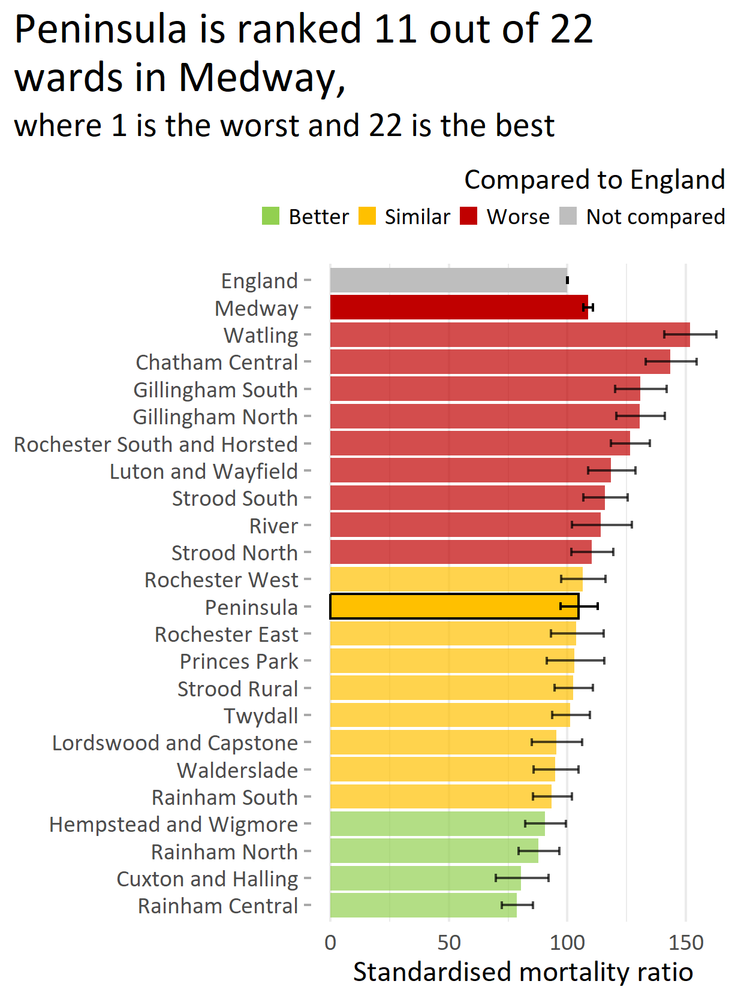 Peninsula is ranked 11 out of 22
wards in Medway,
where 1 is the worst and 22 is the best
Compared to England
Better Similar Worse Not compared
England
Medway
Watling
Chatham Central
Gillingham South
Gillingham North
Rochester South and Horsted
Luton and Wayfield
Strood South
River
Strood North
Rochester West
Peninsula
Rochester East
Princes Park
Strood Rural
Twydall
Lordswood and Capstone
Walderslade
Rainham South
Hempstead and Wigmore
Rainham North
Cuxton and Halling
Rainham Central
0 50 100 150
Standardised mortality ratio